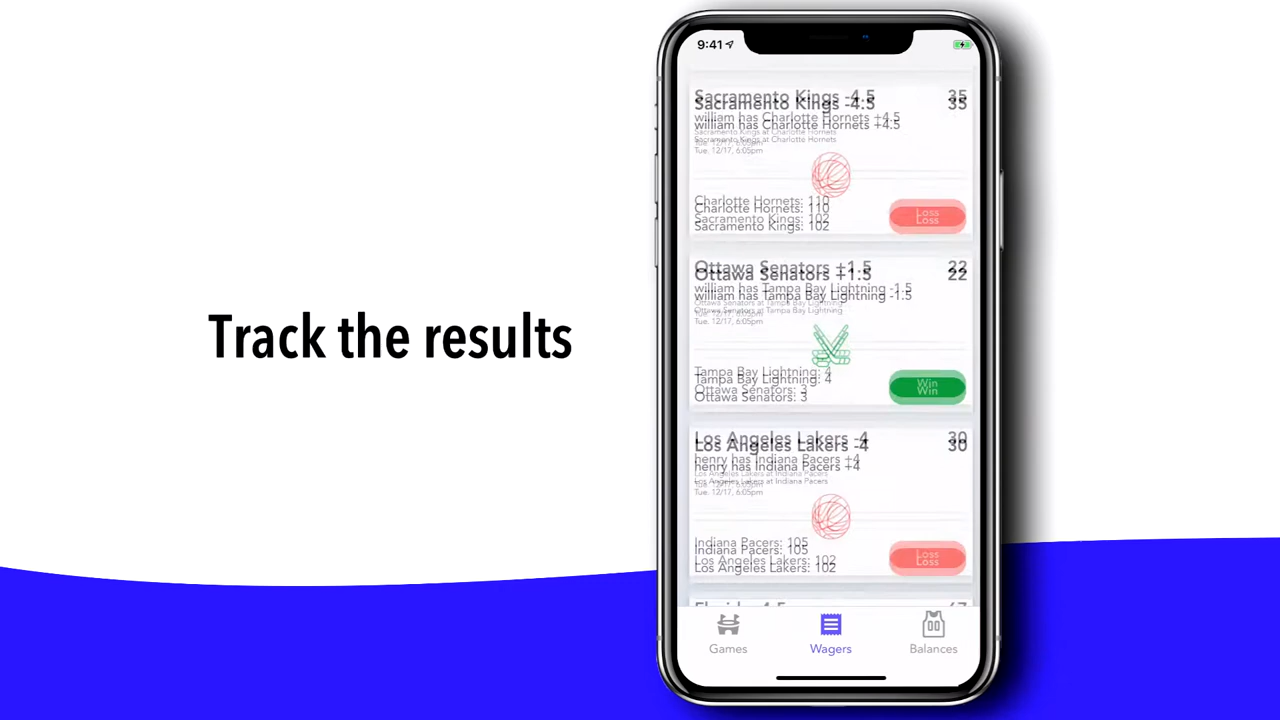 Track the results
9:41
Sacramento Kings -4.5 35
william has Charlotte Hornets +4.5
Sacramento Kings at Charlotte Hornets
Tue. 12/17, 6:05pm
Charlotte Hornets: 110
Sacramento Kings: 102
Loss
Ottawa Senators +1.5 22
william has Tampa Bay Lightning -1.5
Ottawa Senators at Tampa Bay Lightning
Tue. 12/17, 6:05pm
Tampa Bay Lightning: 4
Ottawa Senators: 3
Win
Los Angeles Lakers -4 30
henry has Indiana Pacers +4
Los Angeles Lakers at Indiana Pacers
Tue. 12/17, 6:05pm
Indiana Pacers: 105
Los Angeles Lakers: 102
Loss
Games
Wagers
Balances